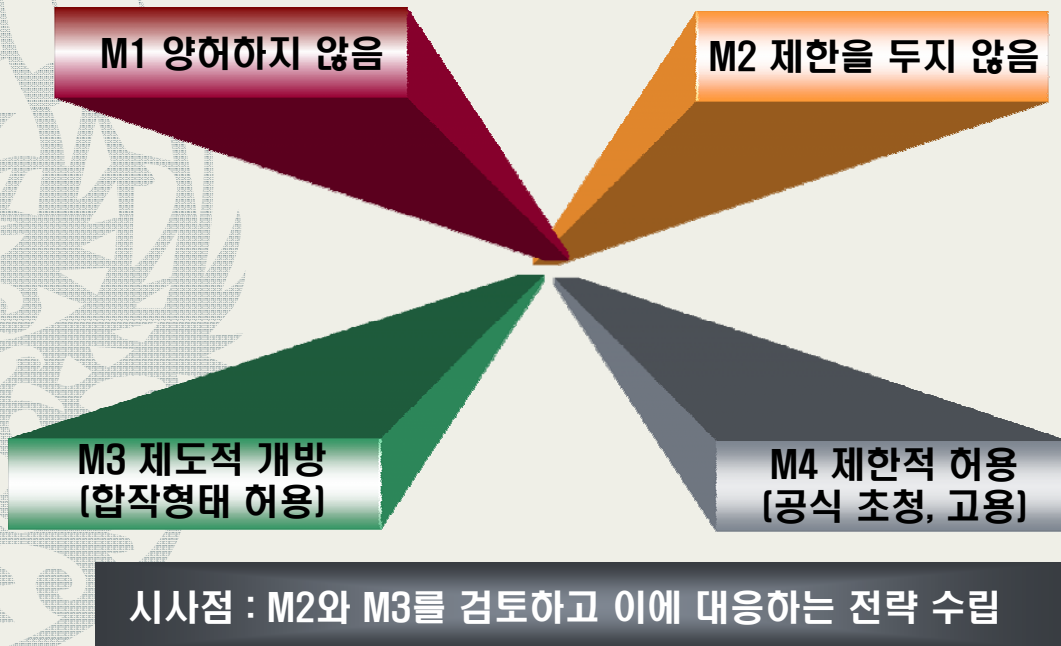 M1 양허하지 않음
M2 제한을 두지 않음
M3 제도적 개방
(합작형태 허용)
M4 제한적 허용
(공식 초청, 고용)
시사점 : M2와 M3를 검토하고 이에 대응하는 전략 수립